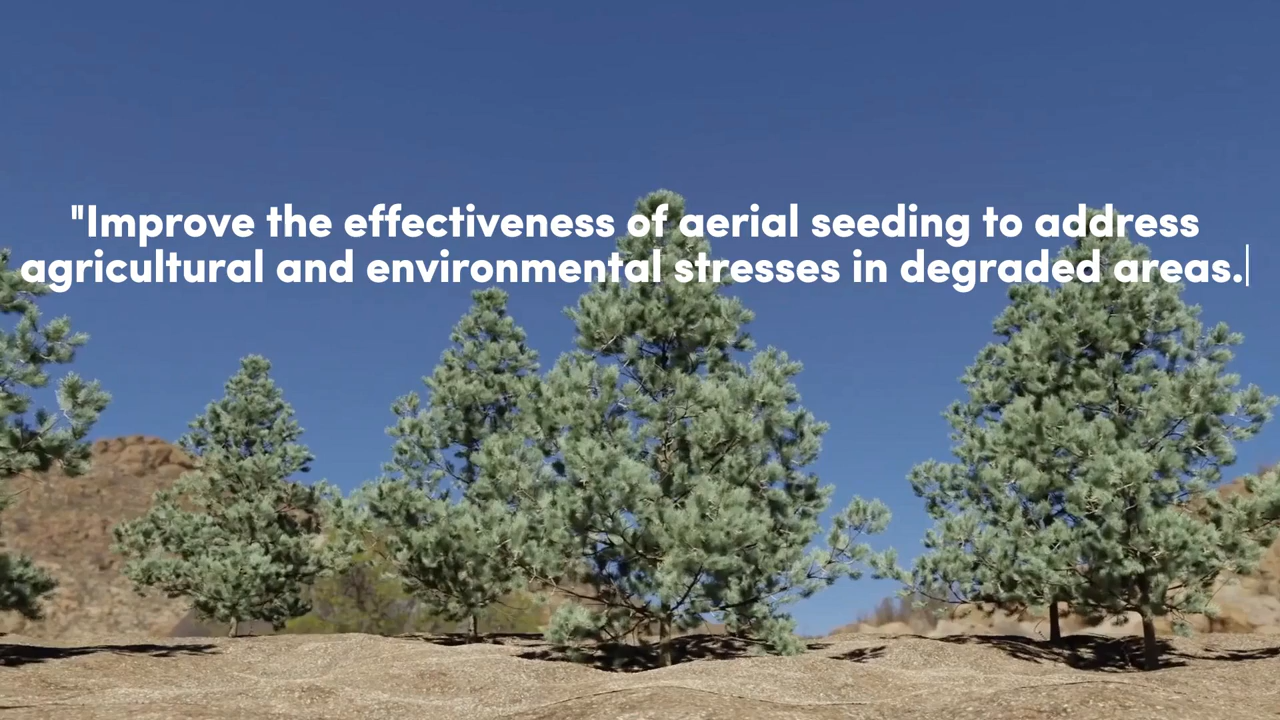 "Improve the effectiveness of aerial seeding to address
agricultural and environmental stresses in degraded areas.